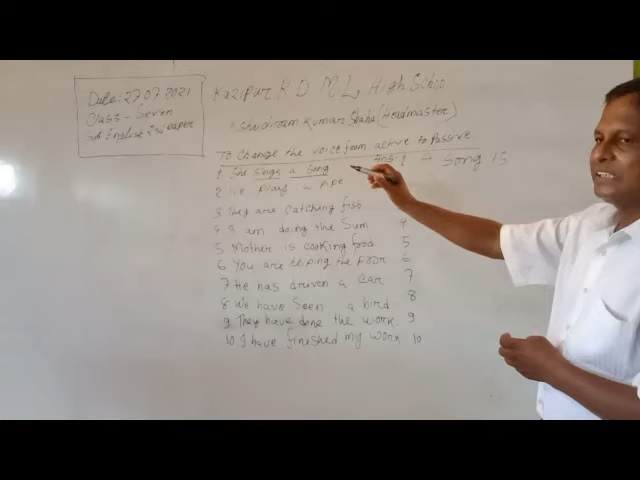 Date: 27.07.2021
Class - Seven
Sub English 2nd paper
Kazipur R D M L High School
Kumar Shaha (Headmaster)
To Change the voice from active to Passive
1 She Sings a Song
Ans: 1 - Song is
2 We play a pipe
3 They are catching fish
4 I am doing the Sum 4
5 Mother is cooking food 5
6 You are helping the poor 6
7 He has driven a car 7
8 We have seen a bird 8
9 They have done the work. 9
10 I have finished my work 10